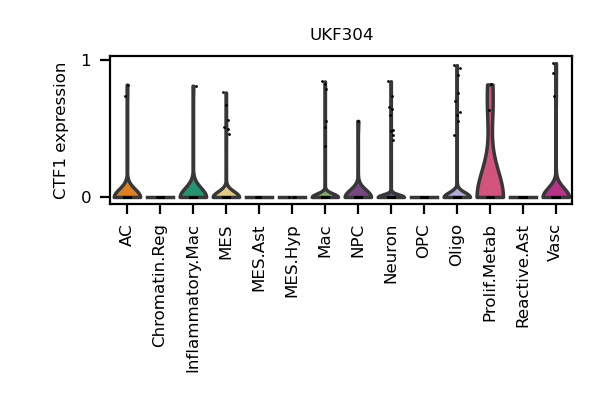 UKF304
CTF1 expression
1
0
AC
Chromatin.Reg
Inflammatory.Mac
MES
MES.Ast
MES.Hyp
Mac
NPC
Neuron
OPC
Oligo
Prolif.Metab
Reactive.Ast
Vasc